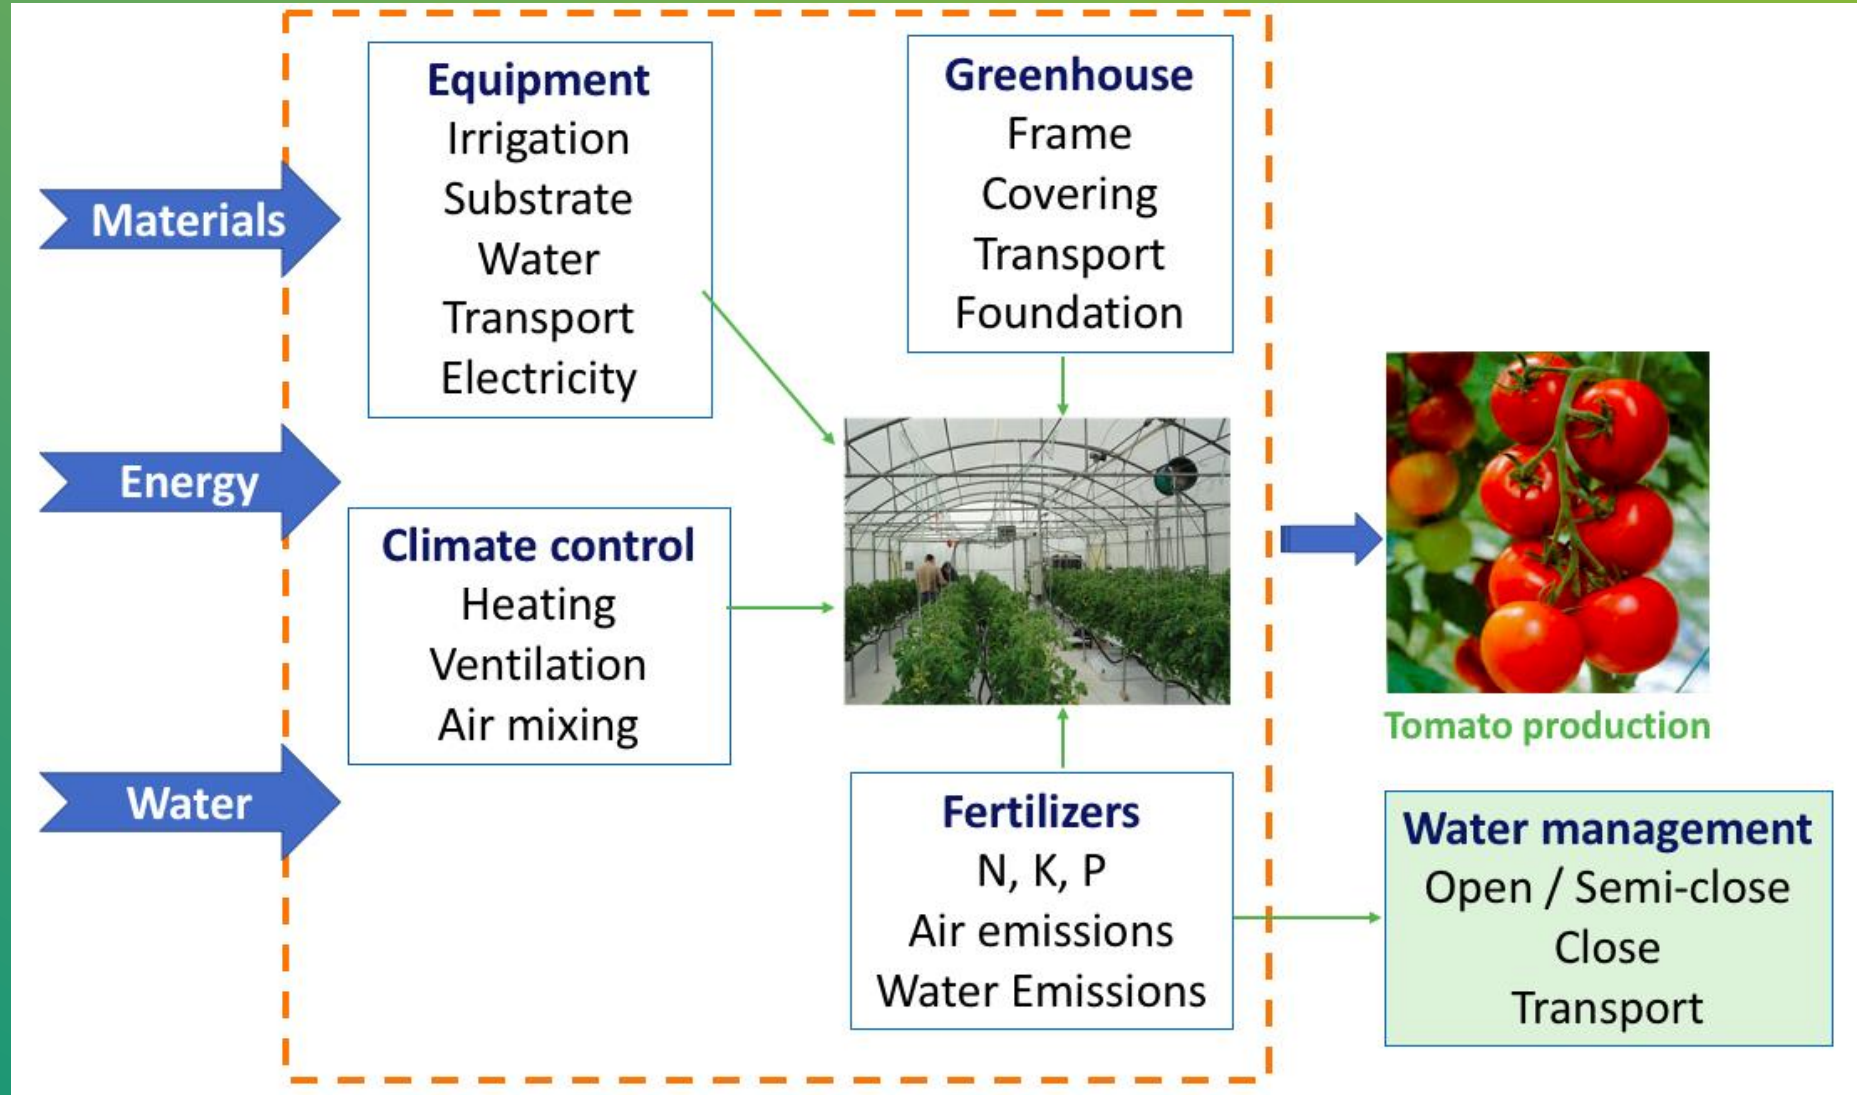 Materials
Energy
Water
Equipment
Irrigation
Substrate
Water
Transport
Electricity
Climate control
Heating
Ventilation
Air mixing
Greenhouse
Frame
Covering
Transport
Foundation
Fertilizers
N, K, P
Air emissions
Water Emissions
Tomato production
Water management
Open / Semi-close
Close
Transport